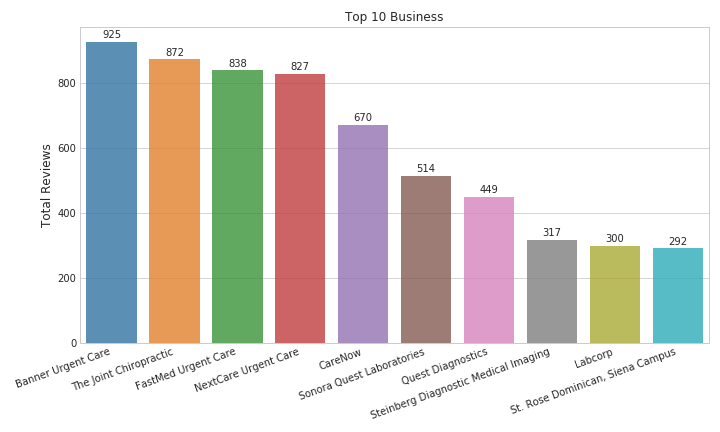 Top 10 Business
925
872
838
827
670
514
449
317
300
292
Total Reviews
800
600
400
200
0
Banner Urgent Care
The Joint Chiropractic
FastMed Urgent Care
NextCare Urgent Care
CareNow
Sonora Quest Laboratories
Quest Diagnostics
Steinberg Diagnostic Medical Imaging
Labcorp
St. Rose Dominican, Siena Campus